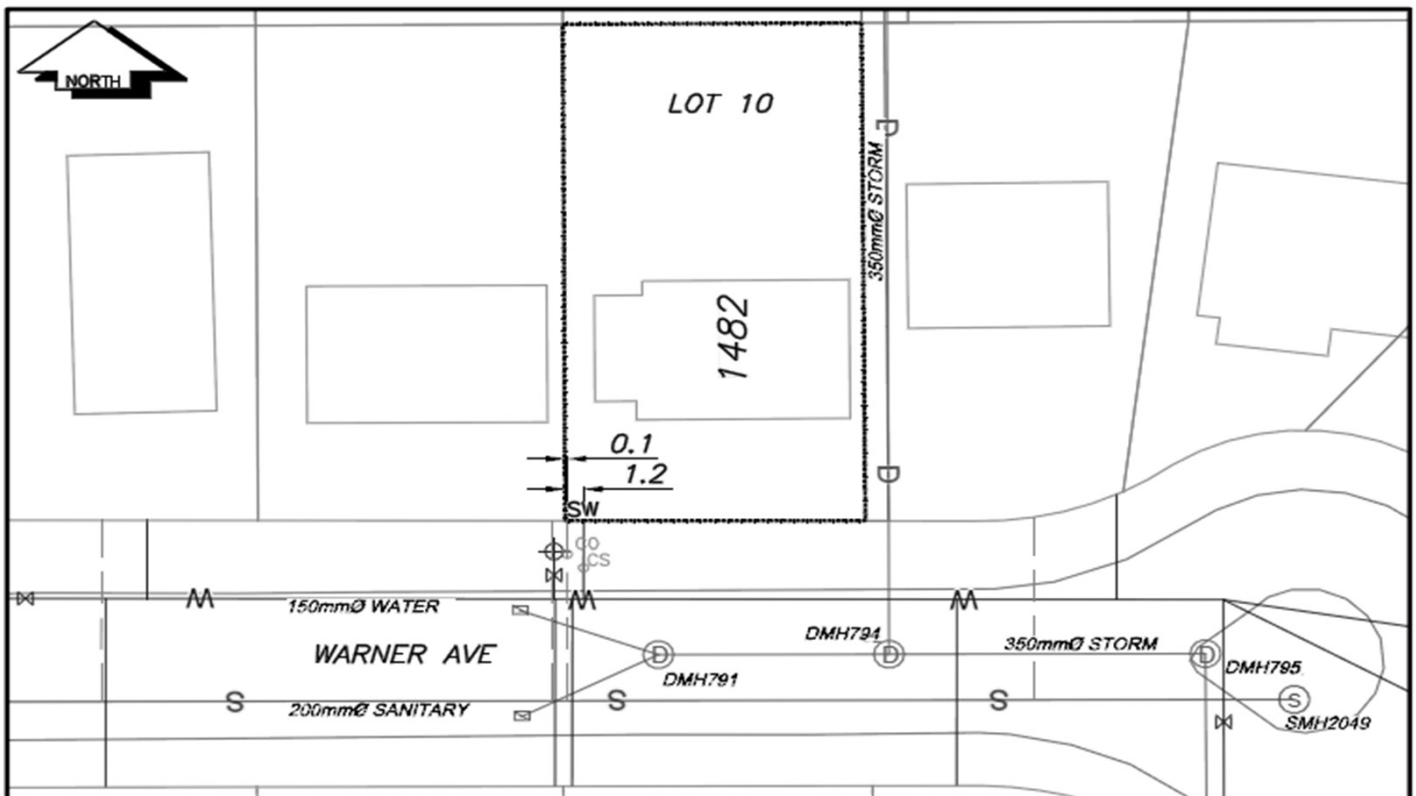 NORTH
LOT 10
D
350mmØ STORM
1482
0.1
1.2
D
SW
CO
CS
150mmØ WATER
WARNER AVE
D
DMH791
DMH794
D
350mmØ STORM
D
DMH795
S
200mmØ SANITARY
S
S
S
SMH2049